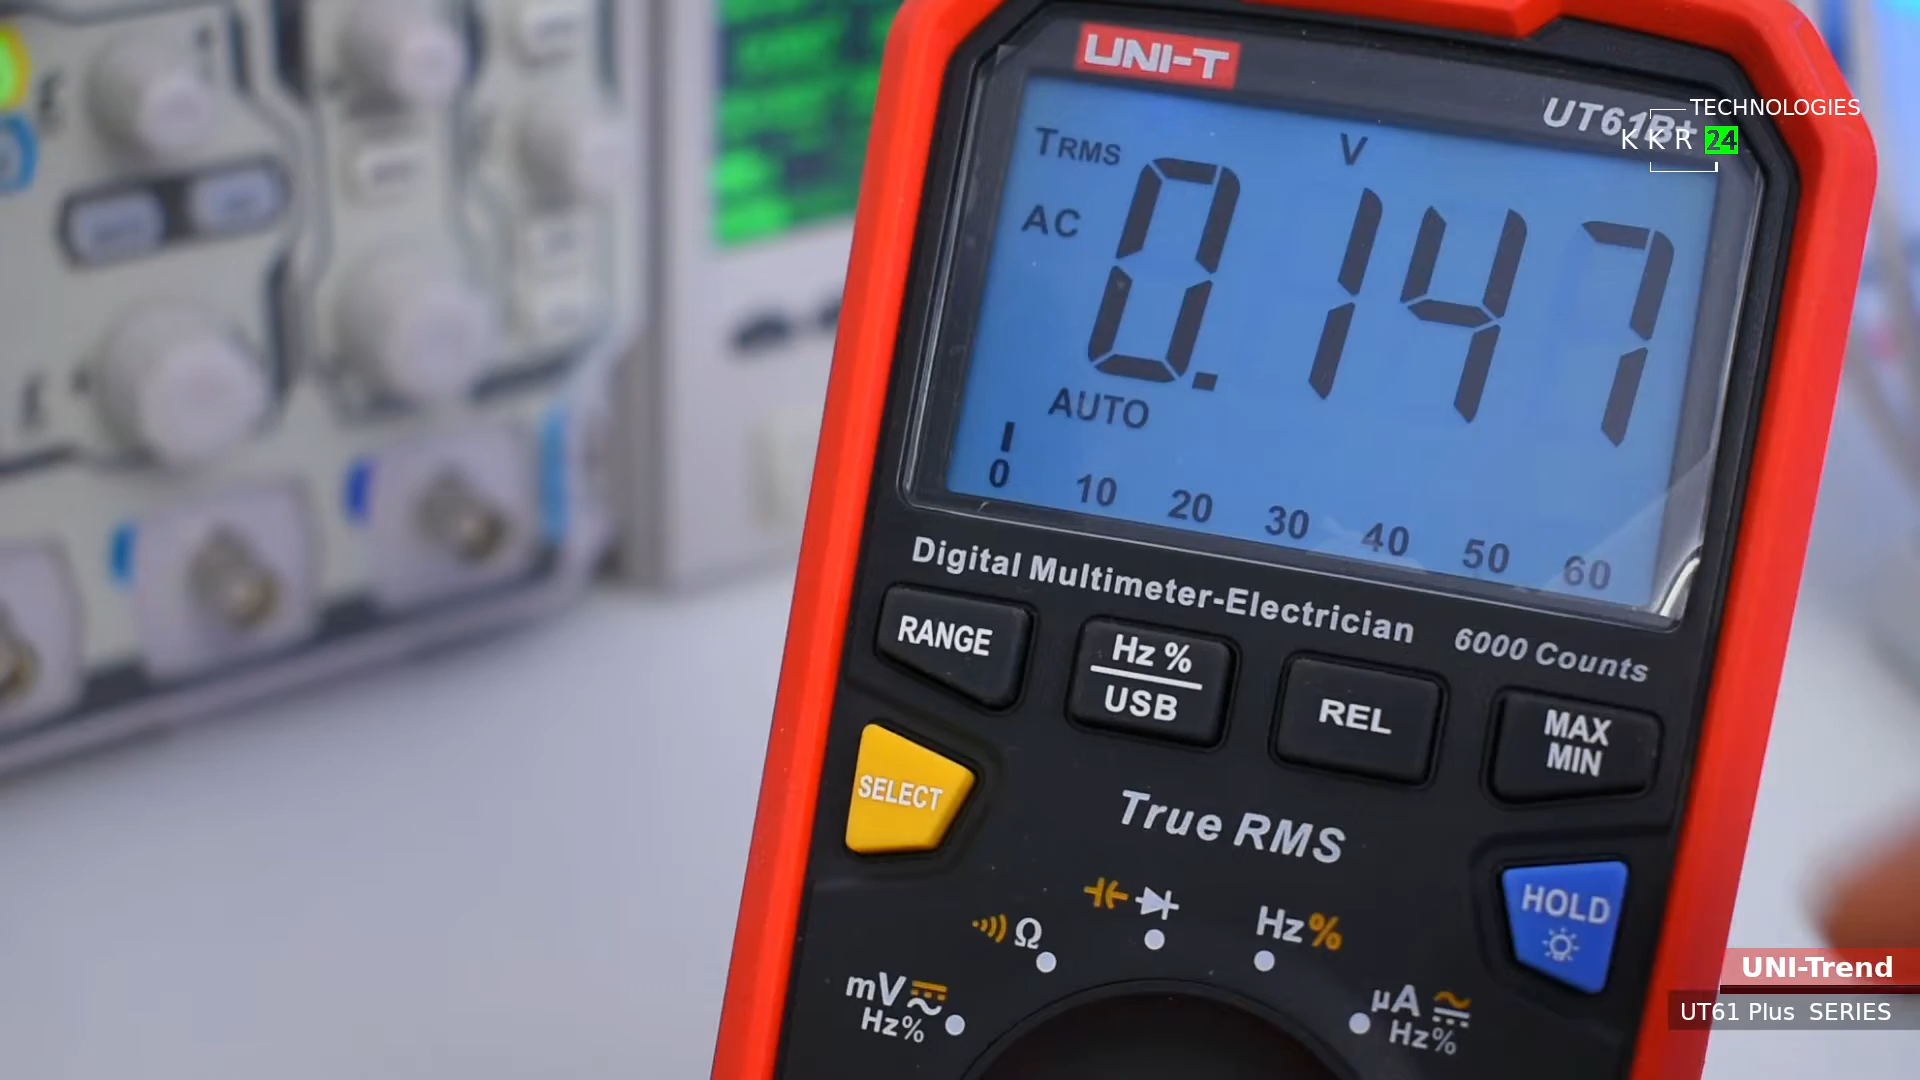 UNI-T
UT61B+
TECHNOLOGIES
K K R 24
TRMS
V
AC
0.147
AUTO
0 10 20 30 40 50 60
Digital Multimeter-Electrician
6000 Counts
RANGE
Hz %
USB
REL
MAX
MIN
SELECT
True RMS
HOLD
Ω
Hz%
mV
Hz%
μA
Hz%
UNI-Trend
UT61 Plus SERIES